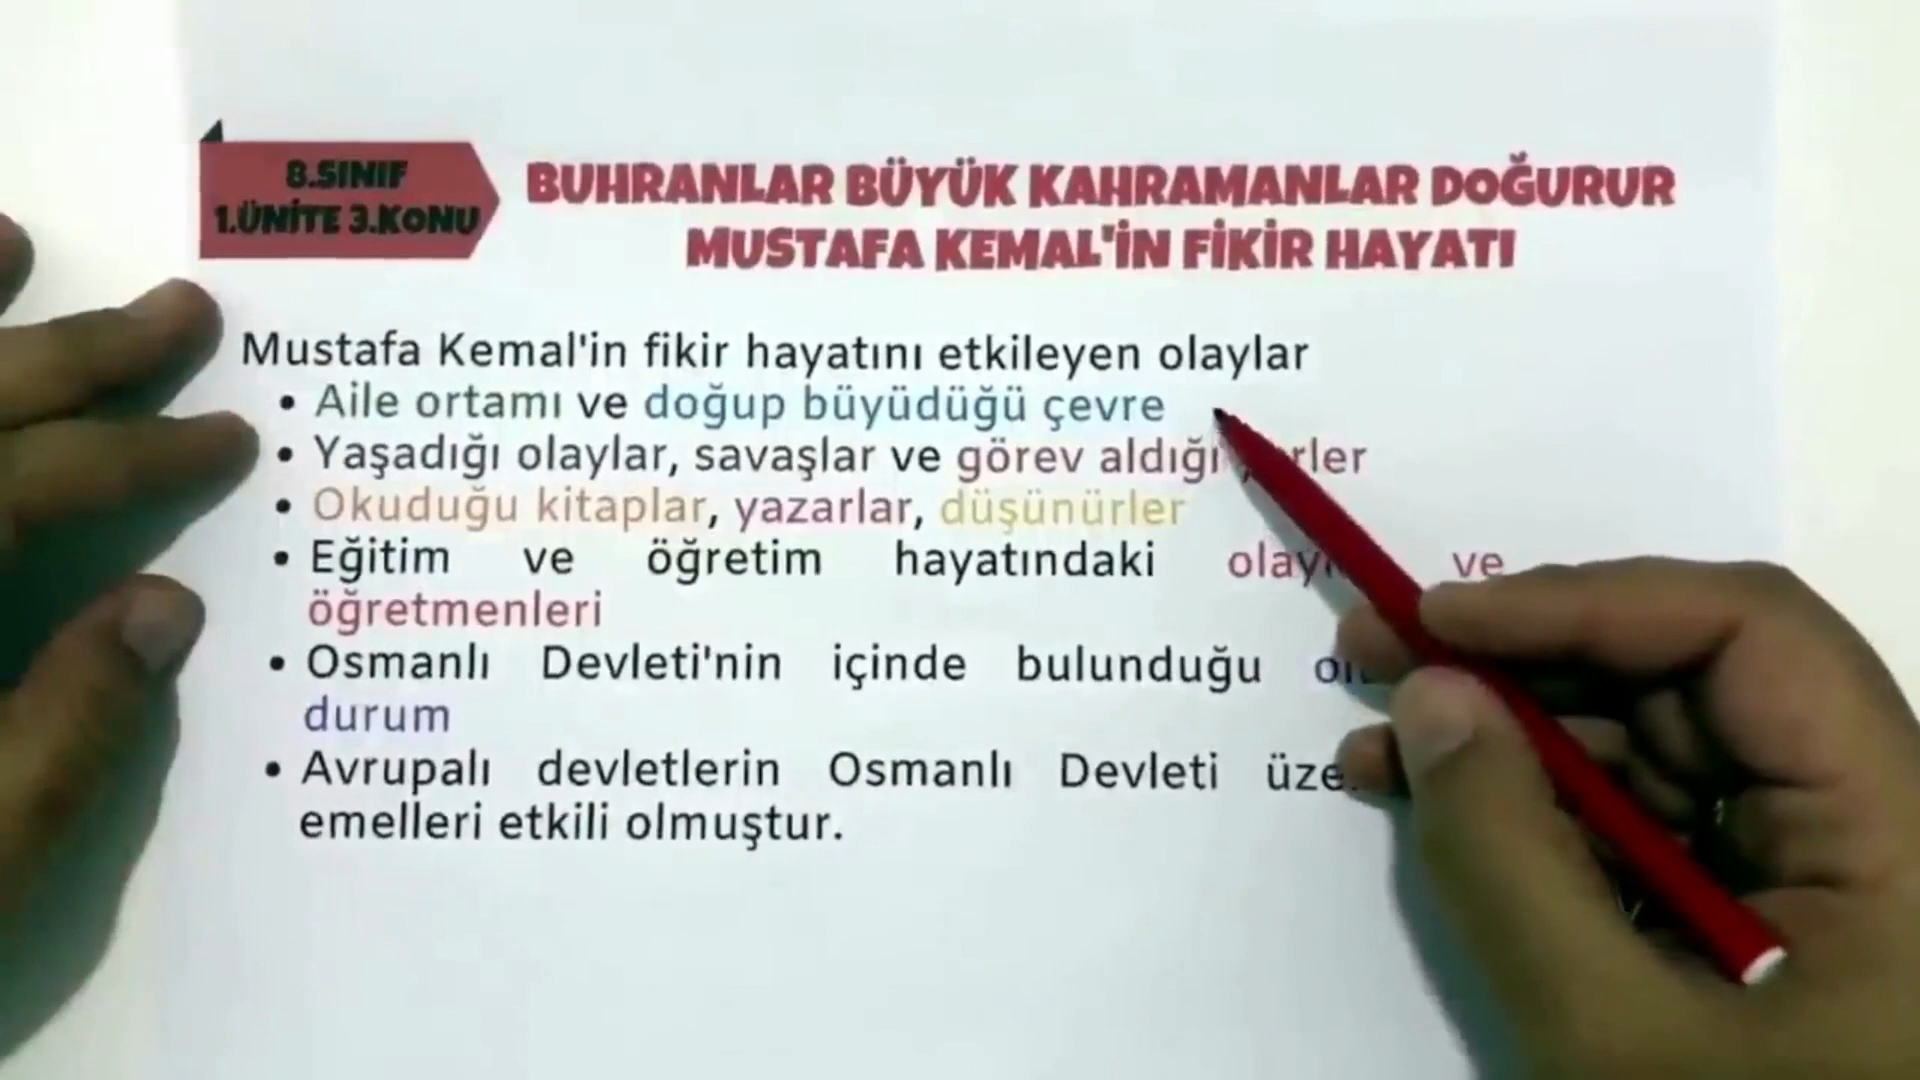 8.SINIF
1.ÜNİTE 3.KONU
BUHRANLAR BÜYÜK KAHRAMANLAR DOĞURUR
MUSTAFA KEMAL'İN FİKİR HAYATI
Mustafa Kemal'in fikir hayatını etkileyen olaylar
• Aile ortamı ve doğup büyüdüğü çevre
• Yaşadığı olaylar, savaşlar ve görev aldığı
• Okuduğu kitaplar, yazarlar, düşünürler
• Eğitim ve öğretim hayatındaki ve
öğretmenleri
• Osmanlı Devleti'nin içinde bulunduğu
durum
• Avrupalı devletlerin Osmanlı Devleti
emelleri etkili olmuştur.